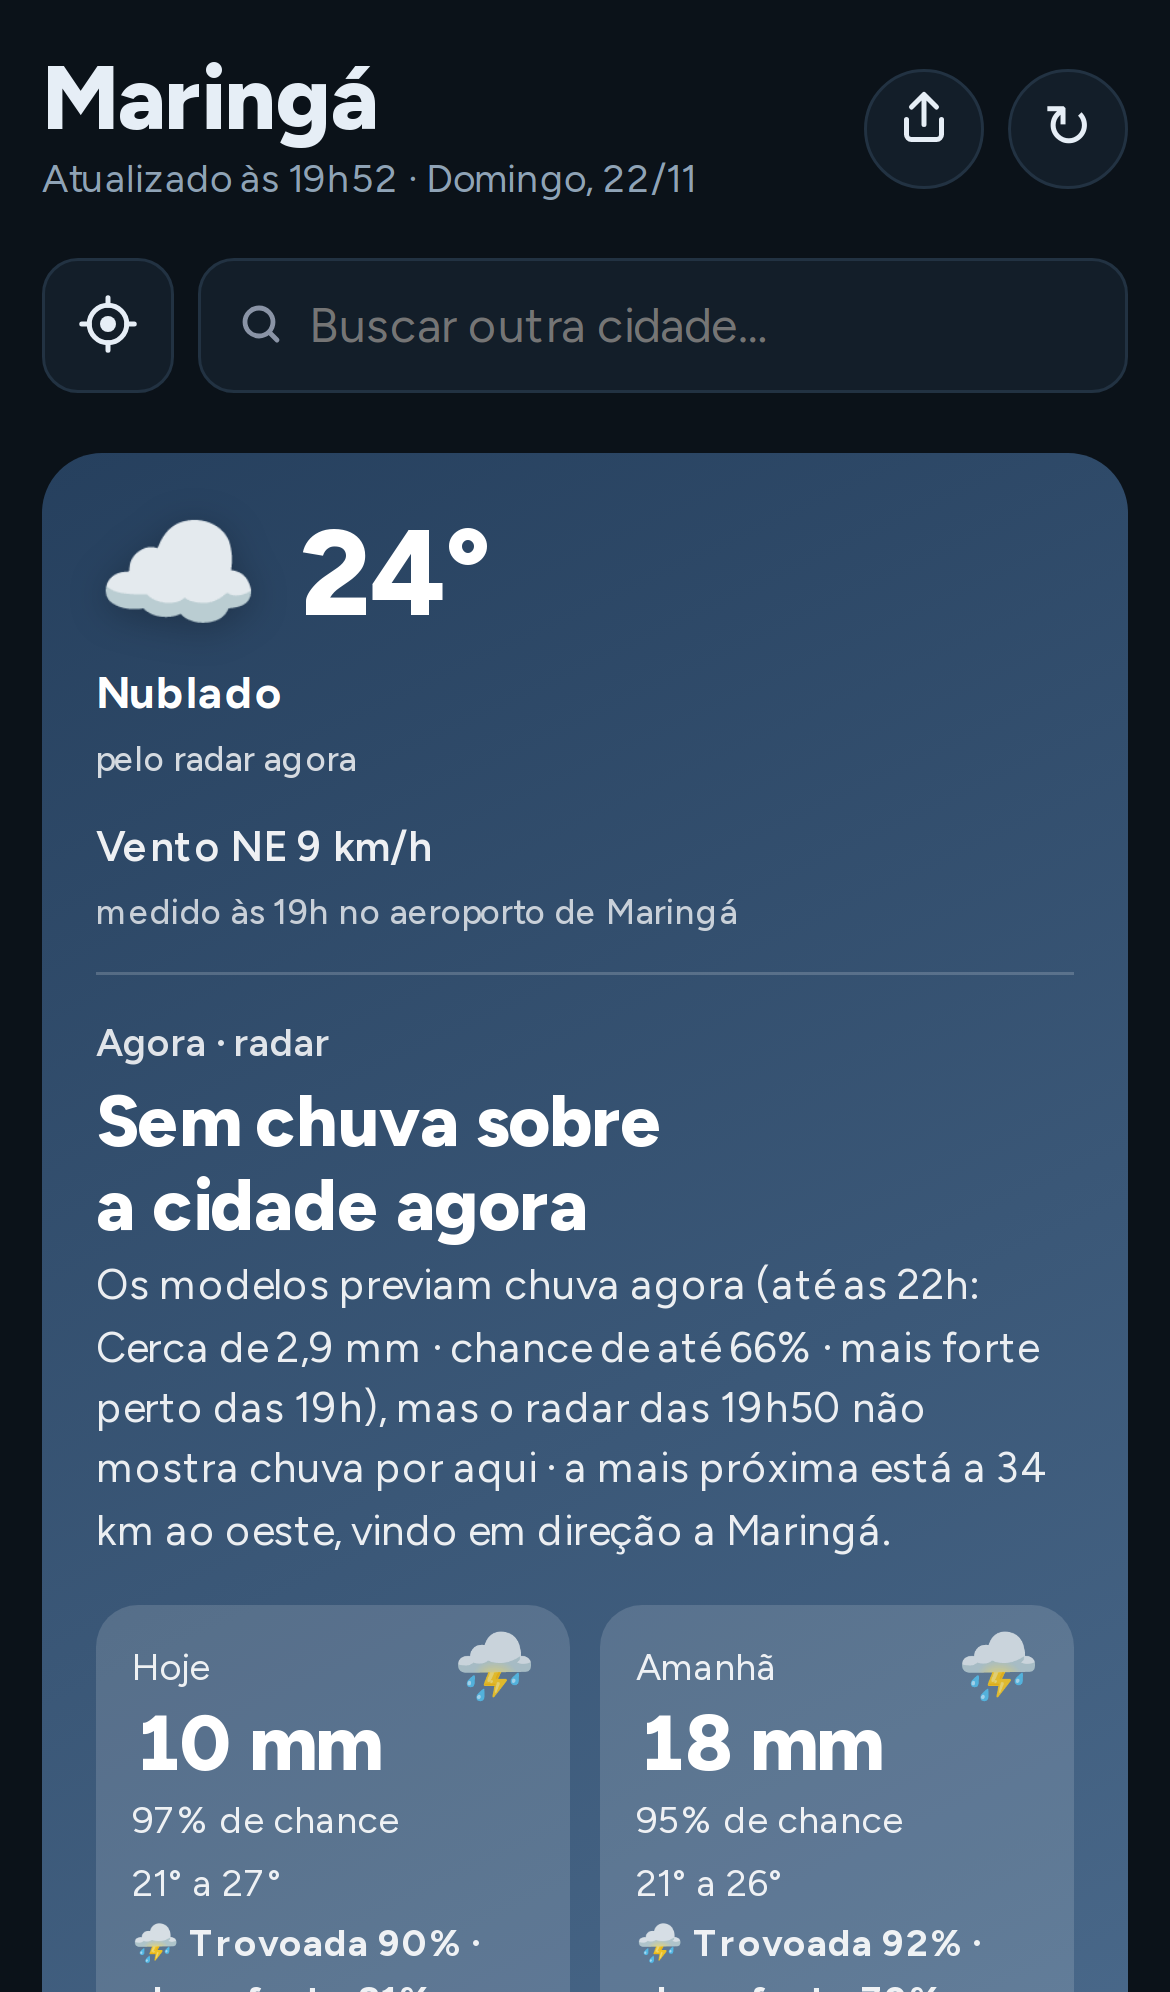 Maringá
Atualizado às 19h52 · Domingo, 22/11
Buscar outra cidade...
24°
Nublado
pelo radar agora
Vento NE 9 km/h
medido às 19h no aeroporto de Maringá
Agora · radar
Sem chuva sobre
a cidade agora
Os modelos previam chuva agora (até as 22h:
Cerca de 2,9 mm · chance de até 66% · mais forte
perto das 19h), mas o radar das 19h50 não
mostra chuva por aqui · a mais próxima está a 34
km ao oeste, vindo em direção a Maringá.
Hoje
10 mm
97% de chance
21° a 27°
Trovoada 90% ·
Amanhã
18 mm
95% de chance
21° a 26°
Trovoada 92% ·